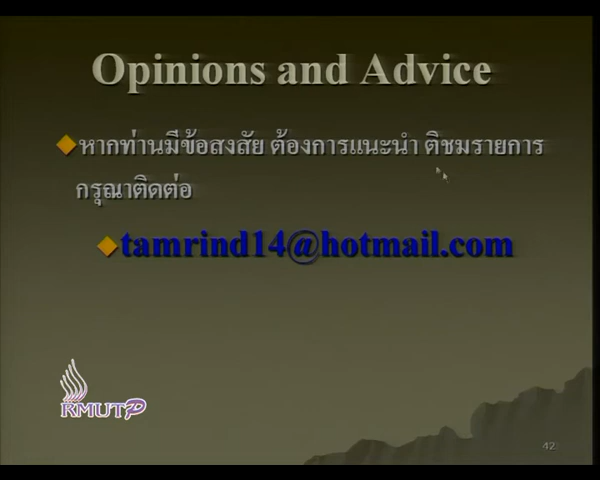 Opinions and Advice
หากท่านมีข้อสงสัย ต้องการแนะนำ ติชมรายการ
กรุณาติดต่อ
tamrind14@hotmail.com
RMUTP
42